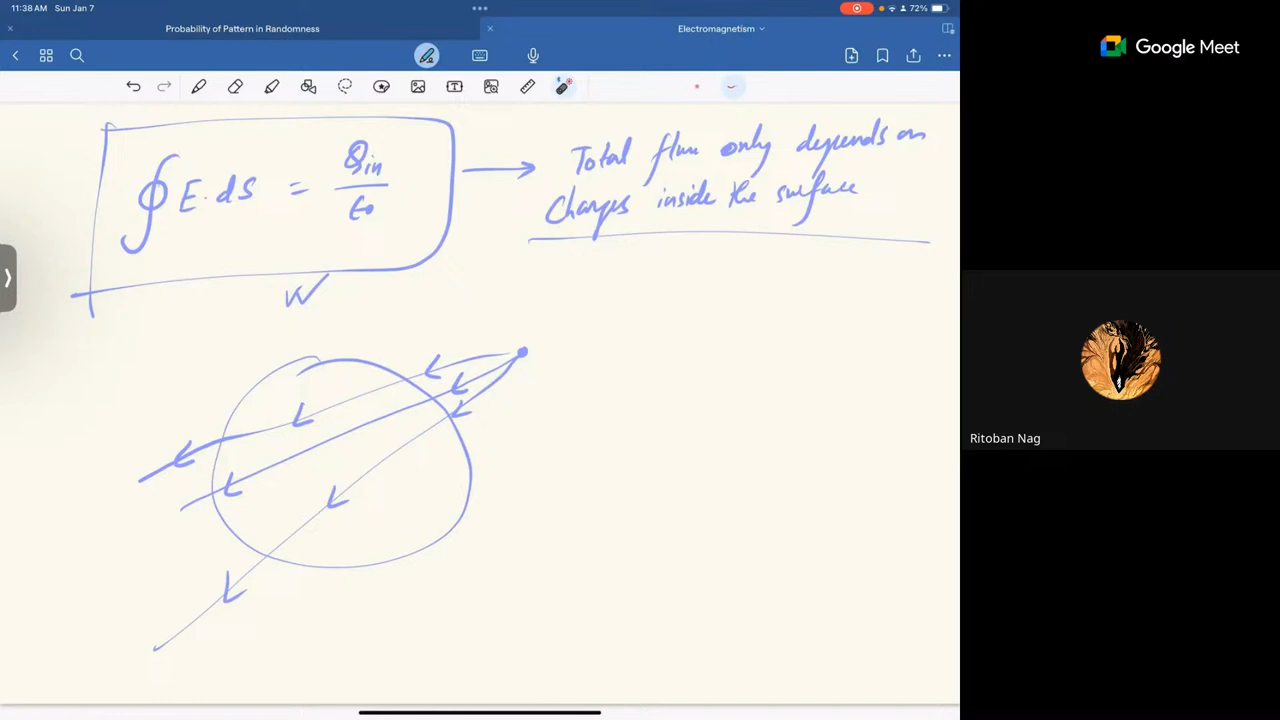 11:38 AM Sun Jan 7
72%
Probability of Pattern in Randomness
Electromagnetism
Google Meet
∮ E. dS = Qin / ε0
Total flux only depends on
charges inside the surface
Ritoban Nag